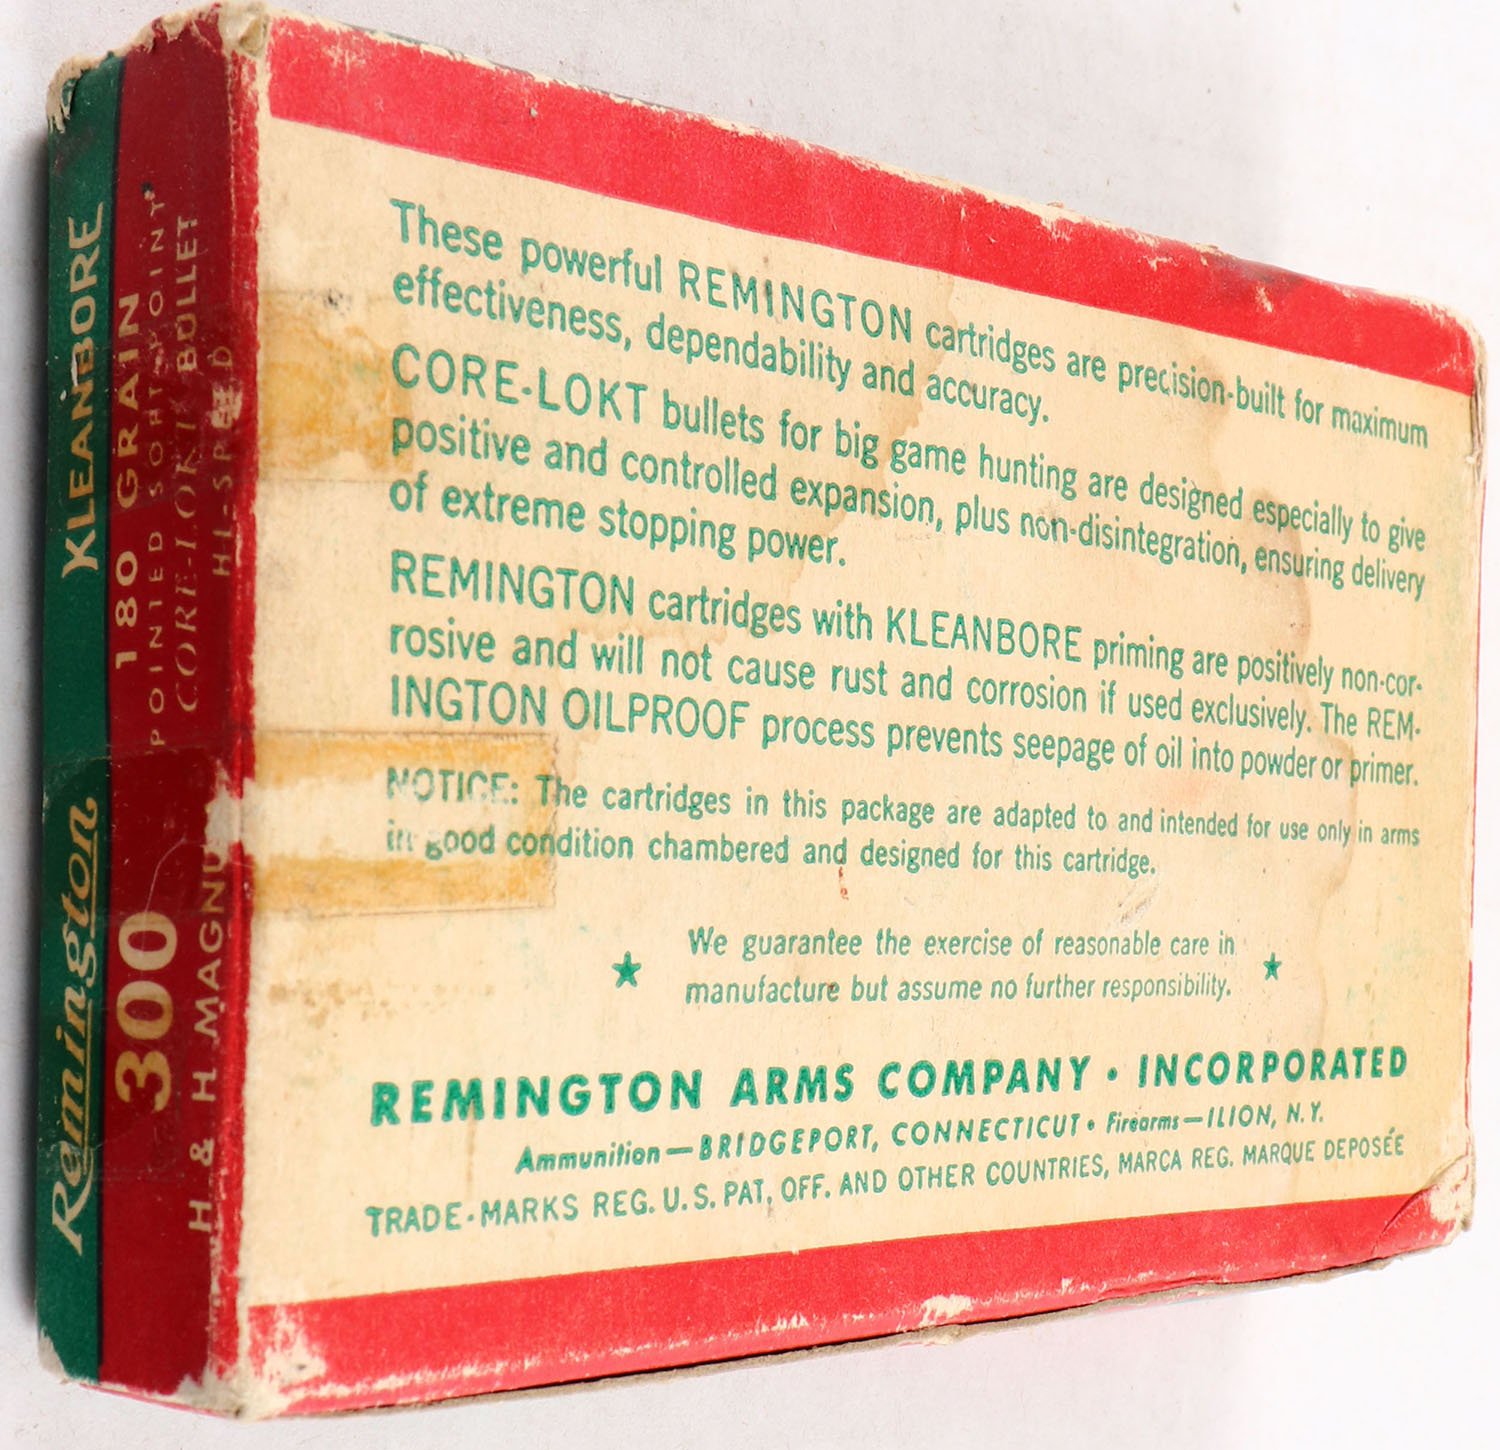 These powerful REMINGTON cartridges are precision-built for maximum
effectiveness, dependability and accuracy.
CORE-LOKT bullets for big game hunting are designed especially to give
positive and controlled expansion, plus non-disintegration, ensuring delivery
of extreme stopping power.
REMINGTON cartridges with KLEANBORE priming are positively non-cor-
rosive and will not cause rust and corrosion if used exclusively. The REM-
INGTON OILPROOF process prevents seepage of oil into powder or primer.
NOTICE: The cartridges in this package are adapted to and intended for use only in arms
in good condition chambered and designed for this cartridge.
We guarantee the exercise of reasonable care in
manufacture but assume no further responsibility.
REMINGTON ARMS COMPANY • INCORPORATED
Ammunition—BRIDGEPORT, CONNECTICUT • Firearms—ILION, N.Y.
TRADE-MARKS REG. U.S. PAT. OFF. AND OTHER COUNTRIES, MARCA REG. MARQUE DEPOSÉE
Remington KLEANBORE
300
H & H MAGNU
180 GRAIN
POINTED SOFT-POINT
CORE-LOKT BULLET
HI-SPEED